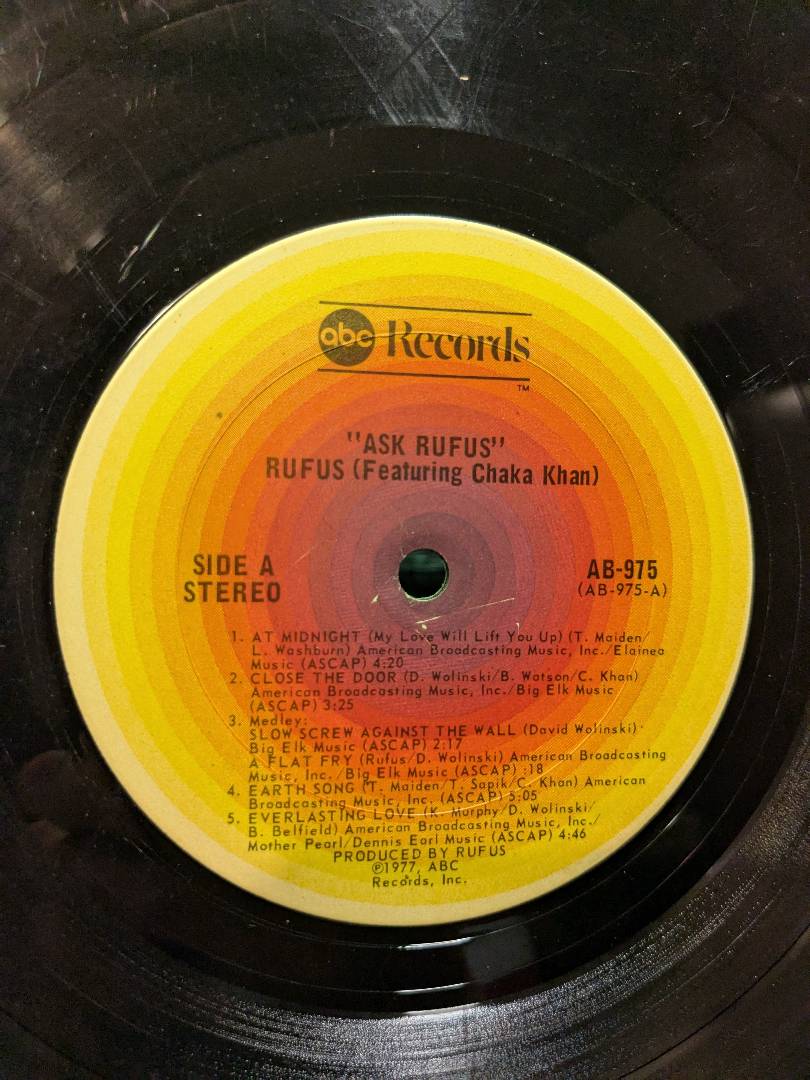 abc Records
TM
"ASK RUFUS"
RUFUS (Featuring Chaka Khan)
SIDE A
STEREO
AB-975
(AB-975-A)
1. AT MIDNIGHT (My Love Will Lift You Up) (T. Maiden/
L. Washburn) American Broadcasting Music, Inc./Elainea
Music (ASCAP) 4:20
2. CLOSE THE DOOR (D. Wolinski/B. Watson/C. Khan)
American Broadcasting Music, Inc./Big Elk Music
(ASCAP) 3:25
3. Medley:
SLOW SCREW AGAINST THE WALL (David Wolinski)
Big Elk Music (ASCAP) 2:17
A FLAT FRY (Rufus/D. Wolinski) American Broadcasting
Music, Inc./Big Elk Music (ASCAP) :18
4. EARTH SONG (T. Maiden/T. Sapik/C. Khan) American
Broadcasting Music, Inc. (ASCAP) 5:05
5. EVERLASTING LOVE (K. Murphy/D. Wolinski/
B. Belfield) American Broadcasting Music, Inc./
Mother Pearl/Dennis Earl Music (ASCAP) 4:46
PRODUCED BY RUFUS
℗1977, ABC
Records, Inc.